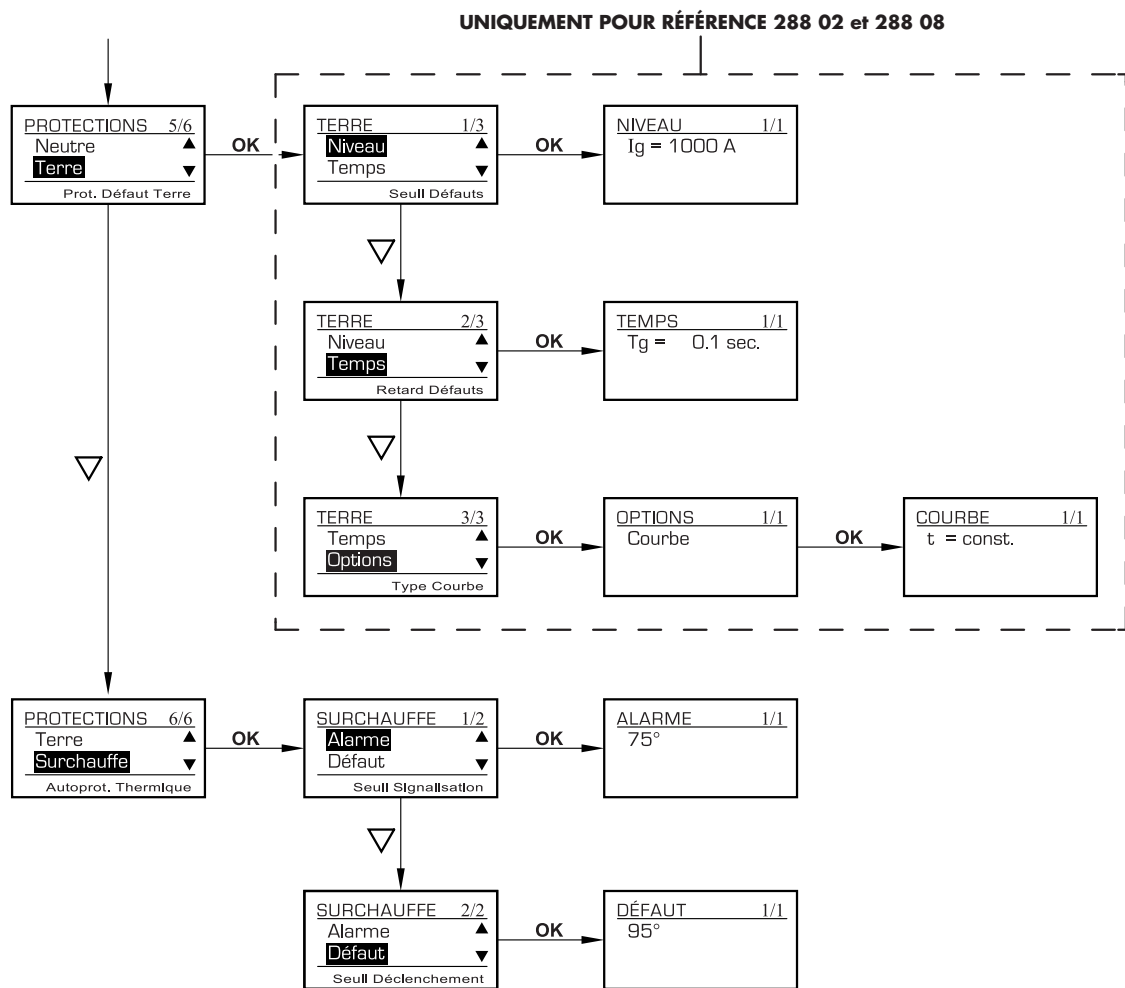 UNIQUEMENT POUR RÉFÉRENCE 288 02 et 288 08
PROTECTIONS 5/6
Neutre
Terre
Prot. Défaut Terre
OK
TERRE 1/3
Niveau
Temps
Seuil Défauts
OK
NIVEAU 1/1
Ig = 1000 A
TERRE 2/3
Niveau
Temps
Retard Défauts
OK
TEMPS 1/1
Tg = 0.1 sec.
TERRE 3/3
Temps
Options
Type Courbe
OK
OPTIONS 1/1
Courbe
OK
COURBE 1/1
t = const.
PROTECTIONS 6/6
Terre
Surchauffe
Autoprot. Thermique
OK
SURCHAUFFE 1/2
Alarme
Défaut
Seuil Signalisation
OK
ALARME 1/1
75°
SURCHAUFFE 2/2
Alarme
Défaut
Seuil Déclenchement
OK
DÉFAUT 1/1
95°